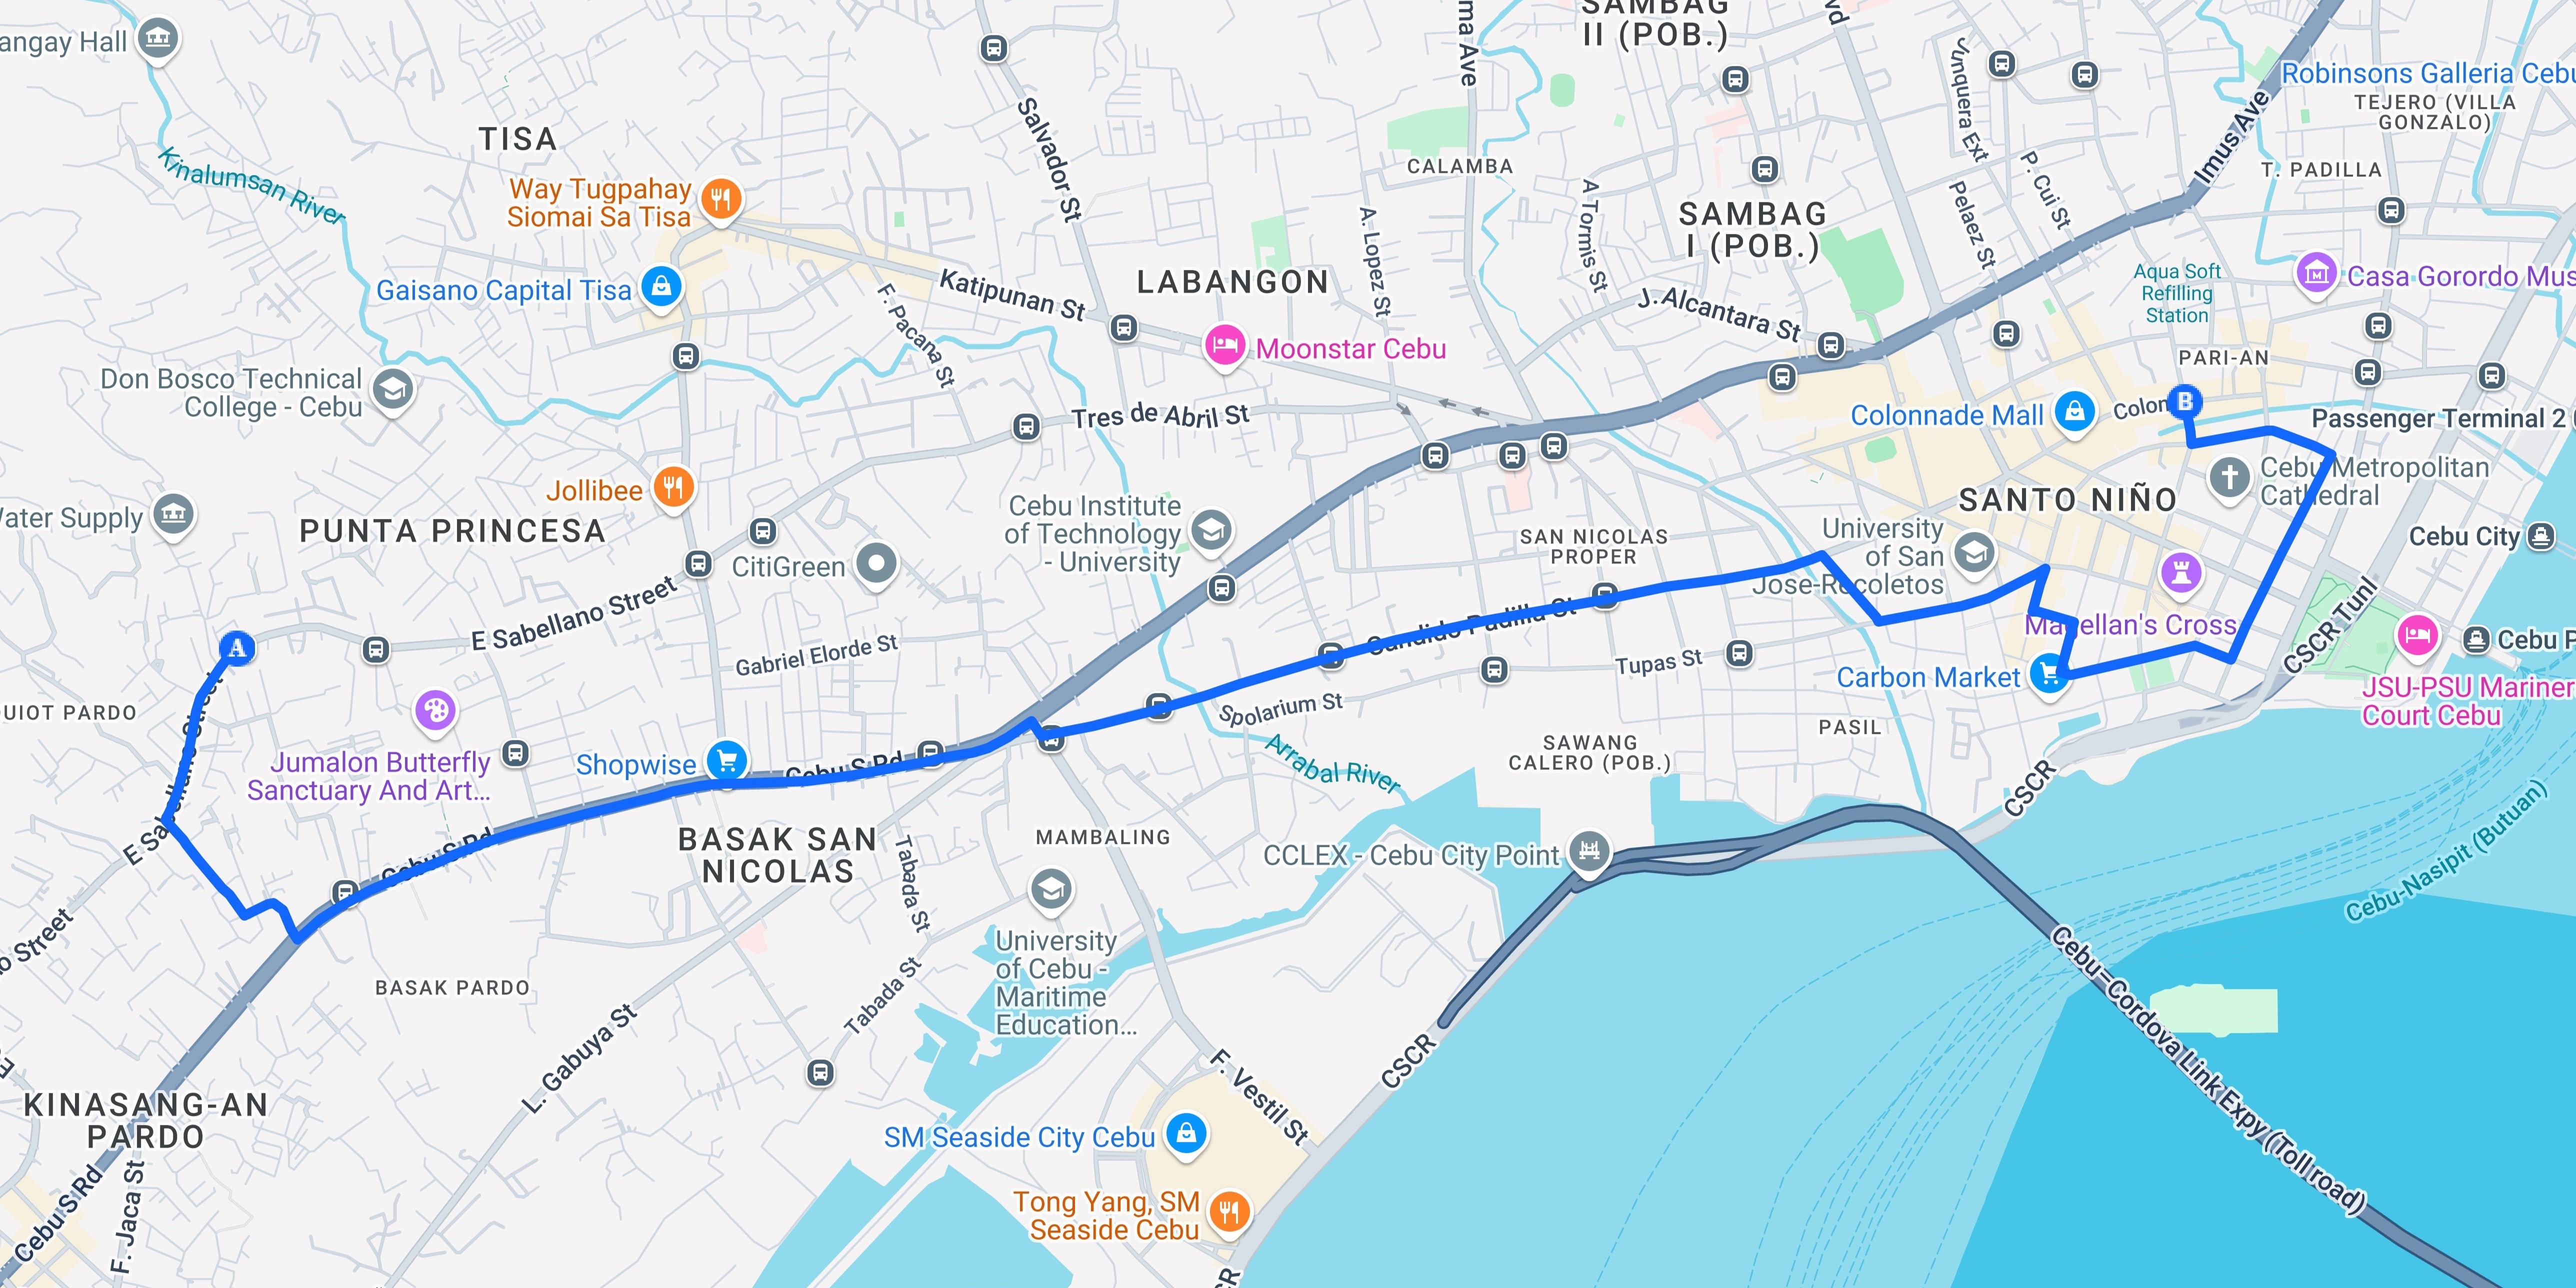 angay Hall
Kinalumsan River
TISA
Way Tugpahay
Siomai Sa Tisa
Gaisano Capital Tisa
Salvador St
Katipunan St
F. Pacana St
LABANGON
Moonstar Cebu
A. Lopez St
CALAMBA
ma Ave
SAMBAG
II (POB.)
vd
Junquera Ext
P. Cui St
Pelaez St
A Tormis St
SAMBAG
I (POB.)
J. Alcantara St
Imus Ave
Robinsons Galleria Cebu
TEJERO (VILLA
GONZALO)
T. PADILLA
Casa Gorordo Mus
Aqua Soft
Refilling
Station
PARI-AN
Colonnade Mall
Colon
B
Passenger Terminal 2
Cebu Metropolitan
Cathedral
SANTO NIÑO
Cebu City
Don Bosco Technical
College - Cebu
Tres de Abril St
Jollibee
Water Supply
PUNTA PRINCESA
CitiGreen
Cebu Institute
of Technology
- University
SAN NICOLAS
PROPER
University
of San
Jose-Recoletos
E Sabellano Street
A
Gabriel Elorde St
Candido Padilla St
Tupas St
Magellan's Cross
Carbon Market
CSCR Tunl
Cebu P
JSU-PSU Mariner
Court Cebu
QUIOT PARDO
Jumalon Butterfly
Sanctuary And Art...
Shopwise
Cebu S Rd
Spolarium St
Arrabal River
SAWANG
CALERO (POB.)
PASIL
CSCR
E Sabellano Street
Cebu S Rd
BASAK SAN
NICOLAS
Tabada St
MAMBALING
CCLEX - Cebu City Point
Cebu-Nasipit (Butuan)
o Street
BASAK PARDO
University
of Cebu -
Maritime
Education...
Tabada St
L. Gabuya St
Cebu–Cordova Link Expy (Toll road)
CSCR
F. Vestil St
KINASANG-AN
PARDO
SM Seaside City Cebu
Tong Yang, SM
Seaside Cebu
Cebu S Rd
F. Jaca St
CR